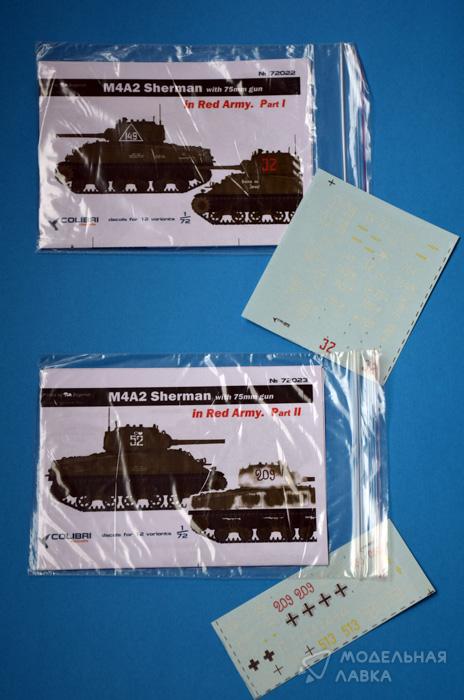 № 72022
M4A2 Sherman with 75mm gun
in Red Army. Part I
149
32
COLIBRI
decals for 12 variants 1/72
32
№ 72023
M4A2 Sherman with 75mm gun
in Red Army. Part II
52
209
COLIBRI
decals for 12 variants 1/72
209 209
513 513
МОДЕЛЬНАЯ
ЛАВКА